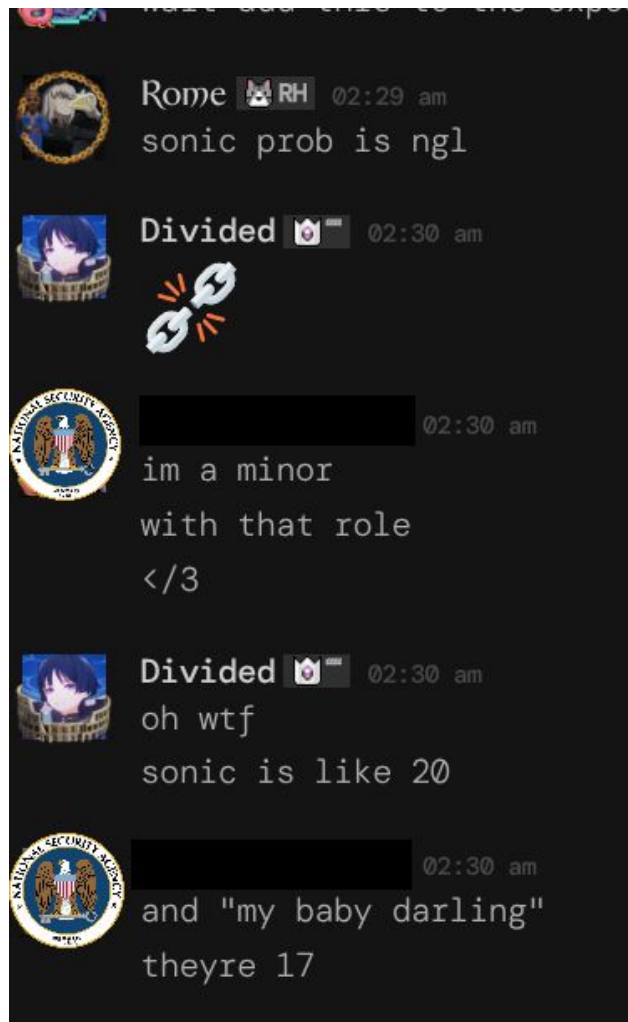 Rome RH 02:29 am
sonic prob is ngl
Divided 02:30 am
02:30 am
im a minor
with that role
</3
Divided 02:30 am
oh wtf
sonic is like 20
02:30 am
and "my baby darling"
theyre 17